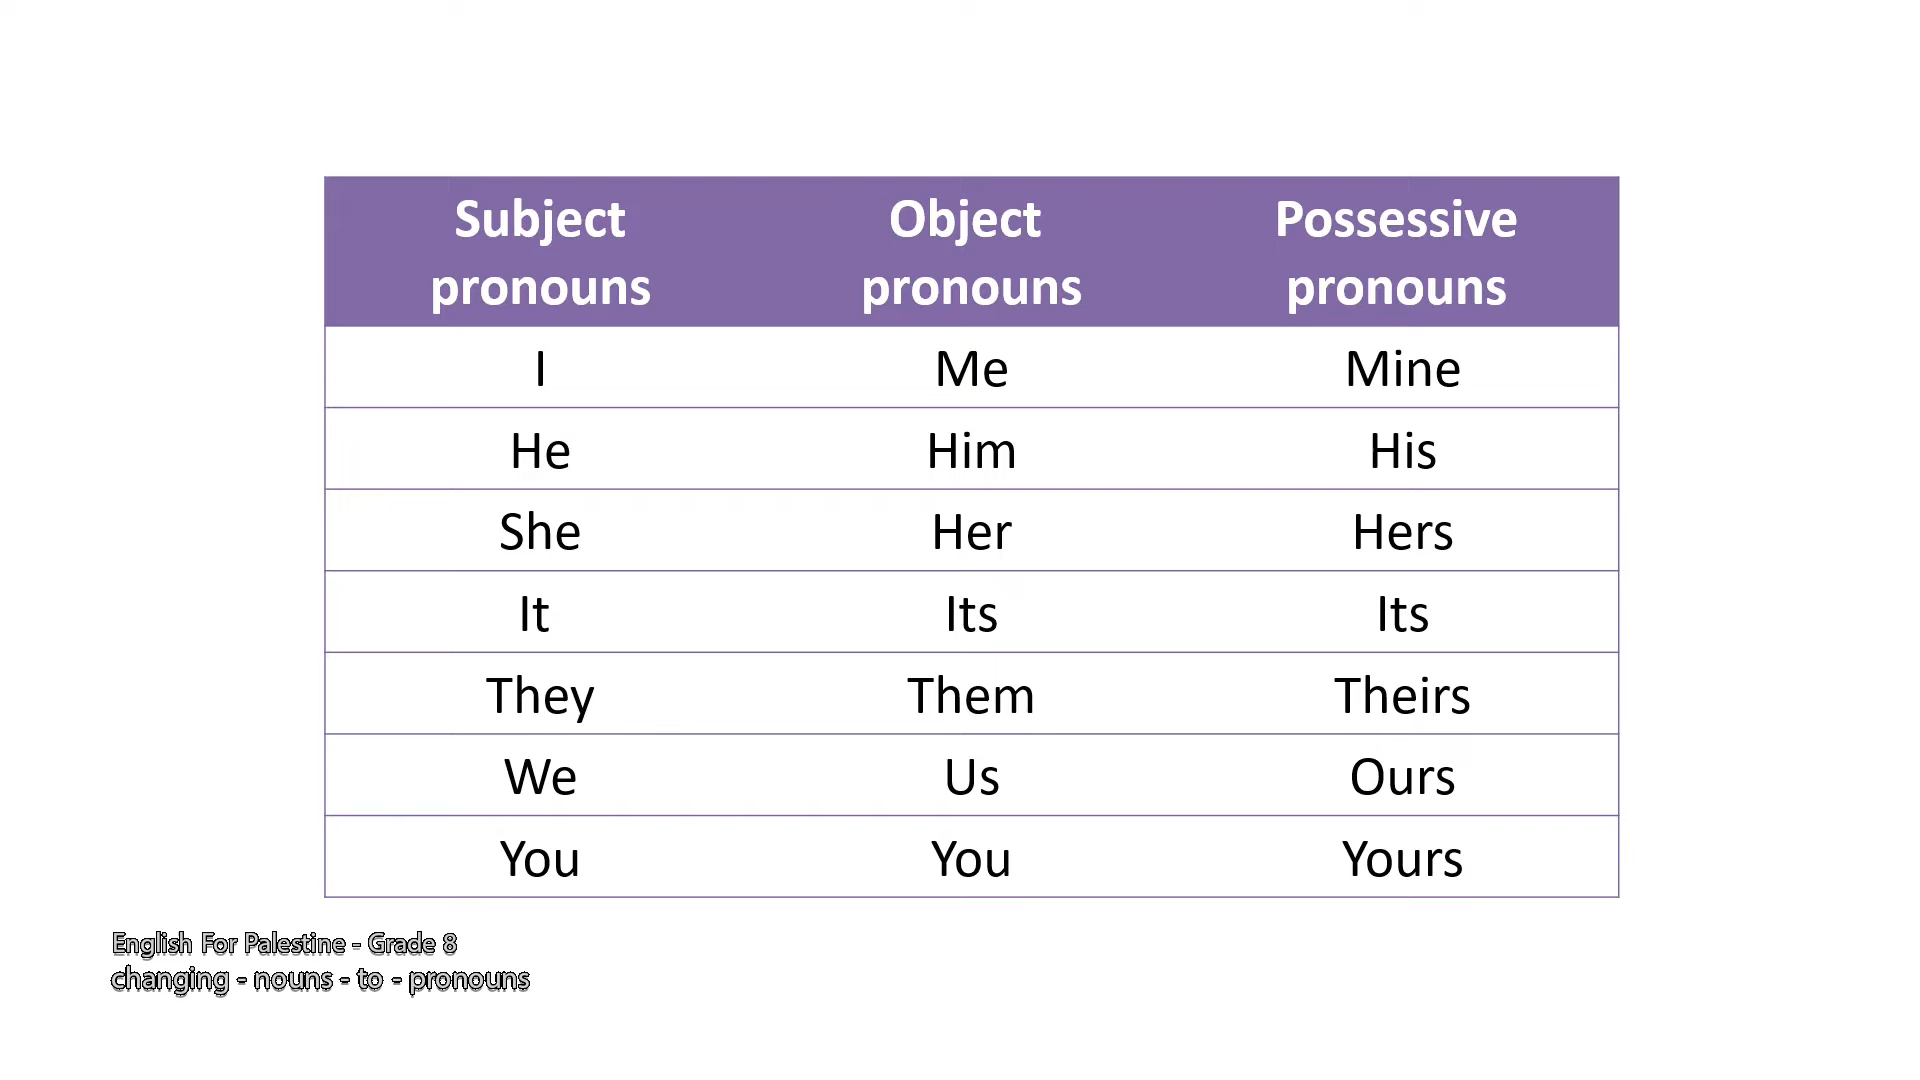 Subject pronouns Object pronouns Possessive pronouns
I Me Mine
He Him His
She Her Hers
It Its Its
They Them Theirs
We Us Ours
You You Yours
English For Palestine - Grade 8
changing - nouns - to - pronouns